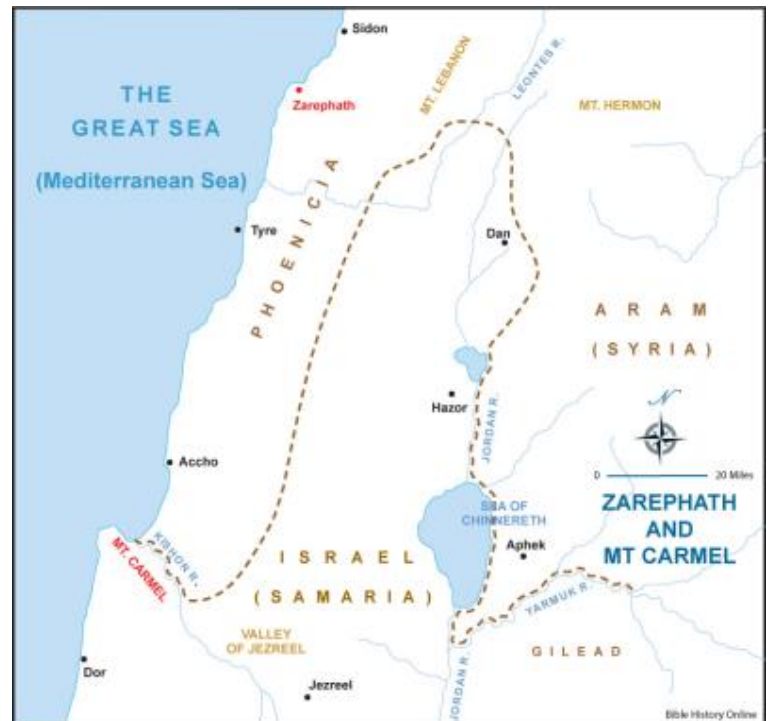 Sidon
THE
GREAT SEA
(Mediterranean Sea)
Zarephath
MT. LEBANON
LEONTES R.
MT. HERMON
PHOENICIA
Tyre
Dan
ARAM
(SYRIA)
Hazor
JORDAN R.
N
0 20 Miles
ZAREPHATH
AND
MT CARMEL
Accho
SEA OF
CHINNERETH
Aphek
MT. CARMEL
KISHON R.
ISRAEL
(SAMARIA)
YARMUK R.
VALLEY
OF JEZREEL
GILEAD
JORDAN R.
Dor
Jezreel
Bible History Online